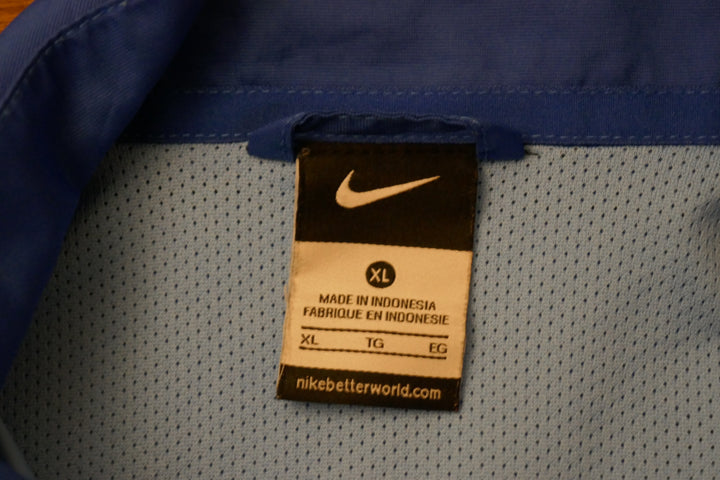 XL
MADE IN INDONESIA
FABRIQUE EN INDONESIE
XL TG EG
nikebetterworld.com